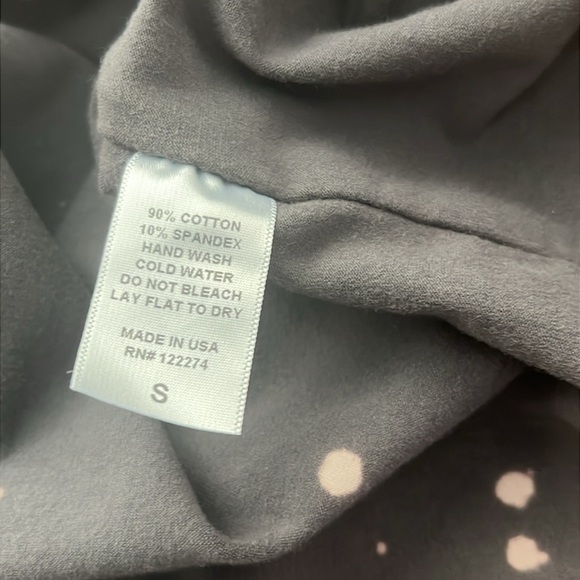 90% COTTON
10% SPANDEX
HAND WASH
COLD WATER
DO NOT BLEACH
LAY FLAT TO DRY
MADE IN USA
RN# 122274
S